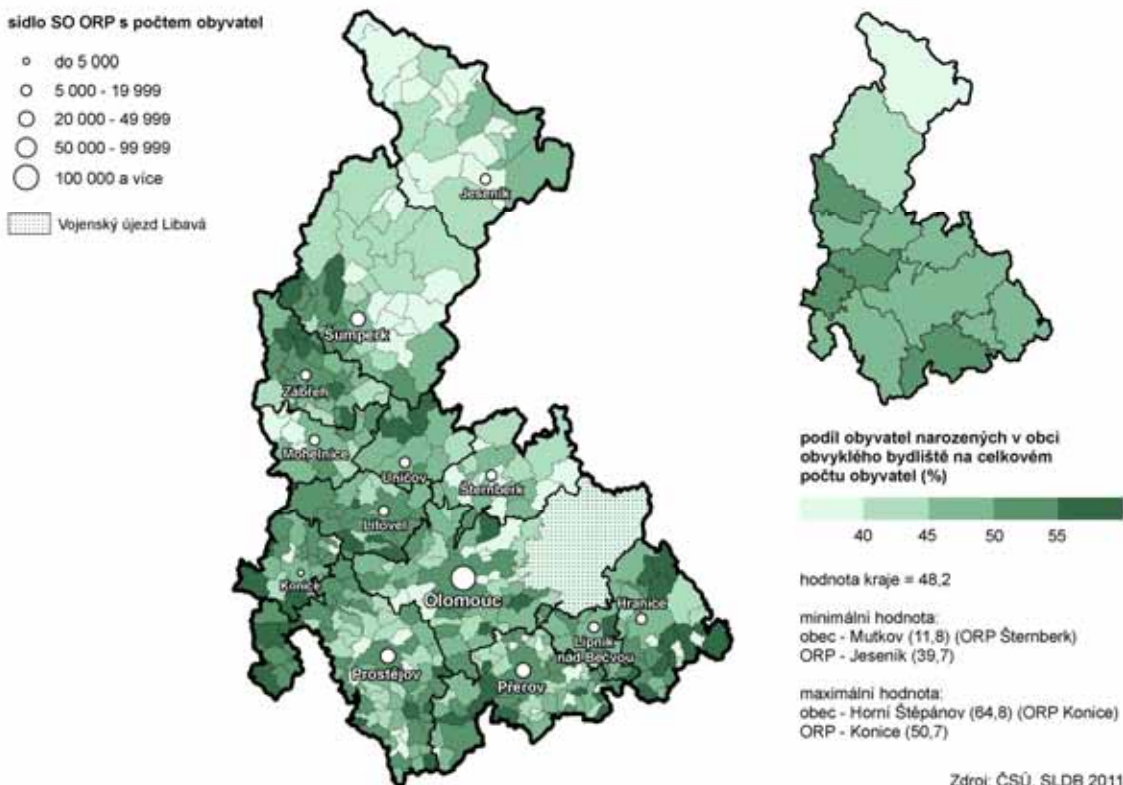 sídlo SO ORP s počtem obyvatel
do 5 000
5 000 - 19 999
20 000 - 49 999
50 000 - 99 999
100 000 a více
Vojenský újezd Libavá
Jeseník
Šumperk
Zábřeh
Mohelnice
Uničov
Šternberk
Litovel
Konice
Olomouc
Hranice
Lipník
nad Bečvou
Prostějov
Přerov
podíl obyvatel narozených v obci
obvyklého bydliště na celkovém
počtu obyvatel (%)
40 45 50 55
hodnota kraje = 48,2
minimální hodnota:
obec - Mutkov (11,8) (ORP Šternberk)
ORP - Jeseník (39,7)
maximální hodnota:
obec - Horní Štěpánov (64,8) (ORP Konice)
ORP - Konice (50,7)
Zdroj: ČSÚ, SLDB 2011